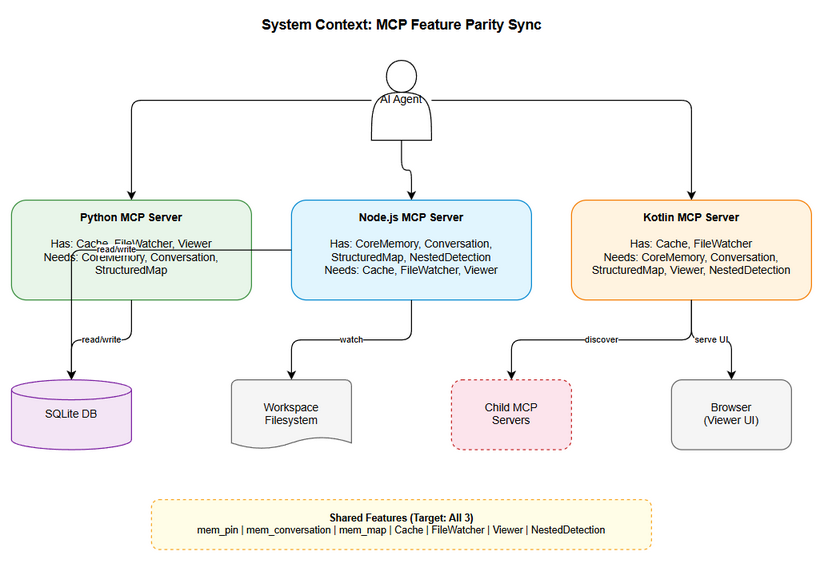 System Context: MCP Feature Parity Sync
AI Agent
Python MCP Server
Has: Cache, FileWatcher, Viewer
Needs: CoreMemory, Conversation,
StructuredMap
read/write
Node.js MCP Server
Has: CoreMemory, Conversation,
StructuredMap, NestedDetection
Needs: Cache, FileWatcher, Viewer
Kotlin MCP Server
Has: Cache, FileWatcher
Needs: CoreMemory, Conversation,
StructuredMap, Viewer, NestedDetection
read/write
watch
discover
serve UI
SQLite DB
Workspace
Filesystem
Child MCP
Servers
Browser
(Viewer UI)
Shared Features (Target: All 3)
mem_pin | mem_conversation | mem_map | Cache | FileWatcher | Viewer | NestedDetection